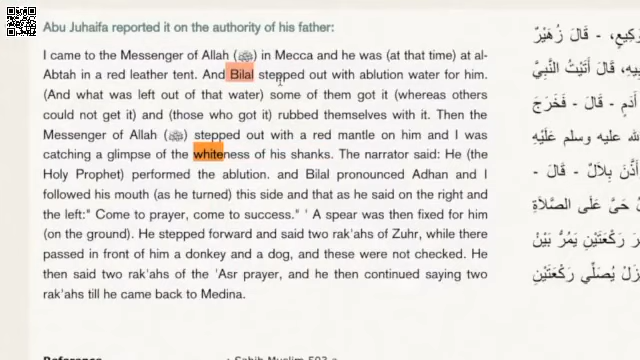 Abu Juhaifa reported it on the authority of his father:
I came to the Messenger of Allah (ﷺ) in Mecca and he was (at that time) at al-
Abtah in a red leather tent. And Bilal stepped out with ablution water for him.
(And what was left out of that water) some of them got it (whereas others
could not get it) and (those who got it) rubbed themselves with it. Then the
Messenger of Allah (ﷺ) stepped out with a red mantle on him and I was
catching a glimpse of the whiteness of his shanks. The narrator said: He (the
Holy Prophet) performed the ablution. and Bilal pronounced Adhan and I
followed his mouth (as he turned) this side and that as he said on the right and
the left:" Come to prayer, come to success." ' A spear was then fixed for him
(on the ground). He stepped forward and said two rak'ahs of Zuhr, while there
passed in front of him a donkey and a dog, and these were not checked. He
then said two rak'ahs of the 'Asr prayer, and he then continued saying two
rak'ahs till he came back to Medina.
وَكِيعٍ، - قَالَ زُهَيْرٌ
قَالَ أَتَيْتُ النَّبِيَّ
أَدَمٍ - قَالَ - فَخَرَجَ
الله عليه وسلم عَلَيْهِ
أَذَّنَ بِلاَلٌ - قَالَ -
حَىَّ عَلَى الصَّلاَةِ
رَكْعَتَيْنِ يَمُرُّ بَيْنَ
يُصَلِّي رَكْعَتَيْنِ
Reference : Sahih Muslim 503 a